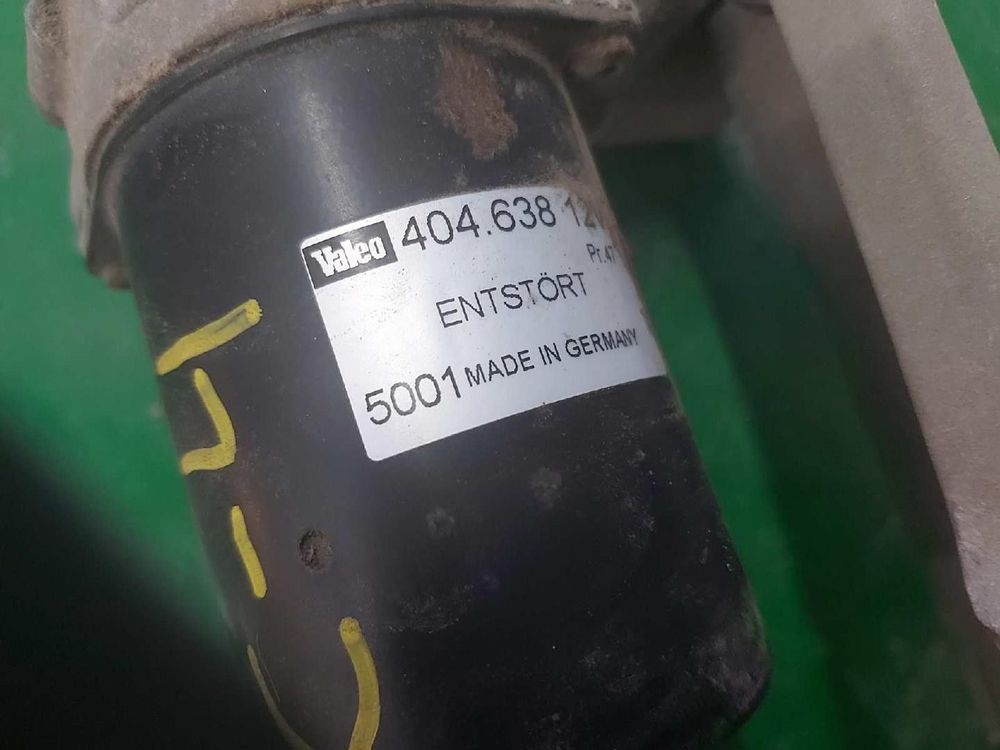 Valeo 404.638
ENTSTÖRT
5001 MADE IN GERMANY